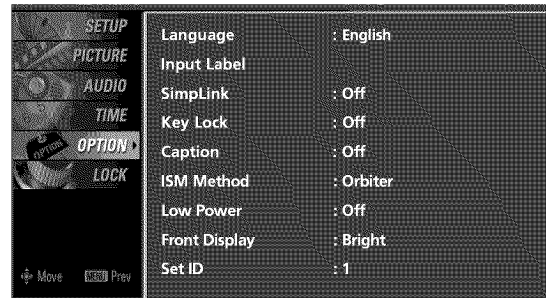 SETUP
PICTURE
AUDIO
TIME
OPTION
OPTION
LOCK
Move MENU Prev
Language : English
Input Label
SimpLink : Off
Key Lock : Off
Caption : Off
ISM Method : Orbiter
Low Power : Off
Front Display : Bright
Set ID : 1